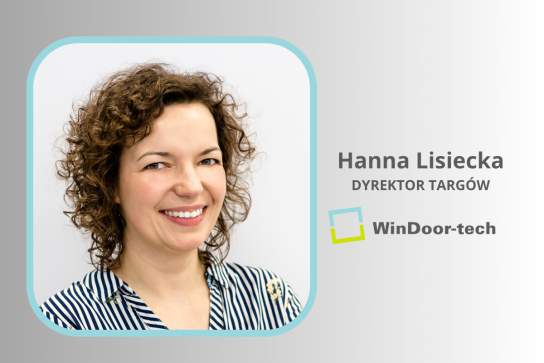 Hanna Lisiecka
DYREKTOR TARGÓW
WinDoor-tech